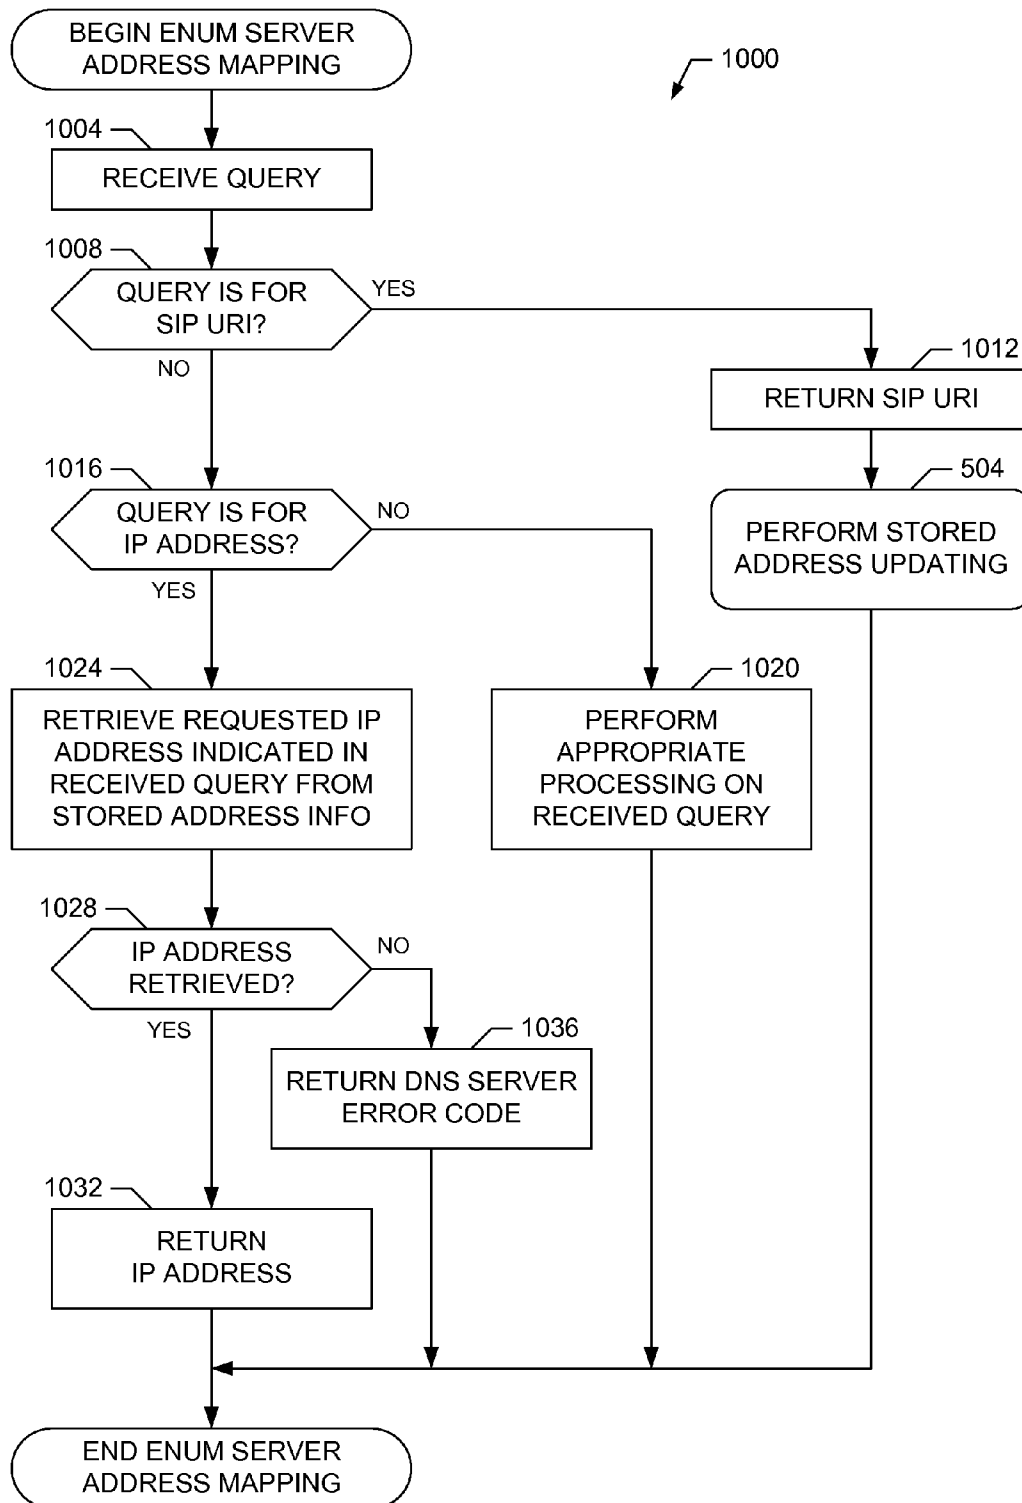 BEGIN ENUM SERVER
ADDRESS MAPPING
1000
1004
RECEIVE QUERY
1008
QUERY IS FOR
SIP URI?
YES
NO
1012
RETURN SIP URI
1016
QUERY IS FOR
IP ADDRESS?
NO
YES
504
PERFORM STORED
ADDRESS UPDATING
1024
RETRIEVE REQUESTED IP
ADDRESS INDICATED IN
RECEIVED QUERY FROM
STORED ADDRESS INFO
1020
PERFORM
APPROPRIATE
PROCESSING ON
RECEIVED QUERY
1028
IP ADDRESS
RETRIEVED?
NO
YES
1036
RETURN DNS SERVER
ERROR CODE
1032
RETURN
IP ADDRESS
END ENUM SERVER
ADDRESS MAPPING